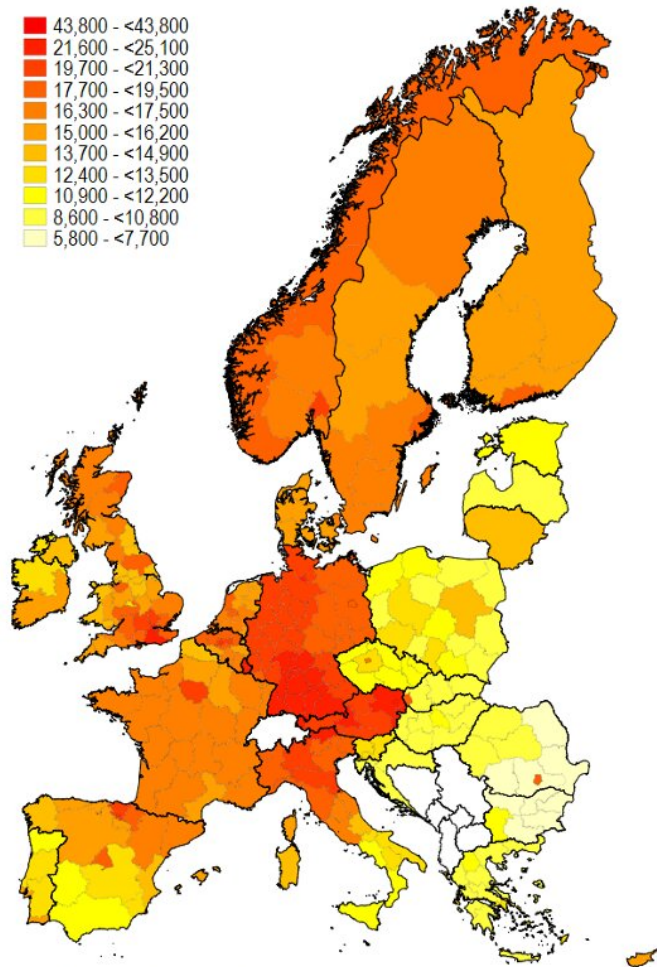 43,800 - <43,800
21,600 - <25,100
19,700 - <21,300
17,700 - <19,500
16,300 - <17,500
15,000 - <16,200
13,700 - <14,900
12,400 - <13,500
10,900 - <12,200
8,600 - <10,800
5,800 - <7,700